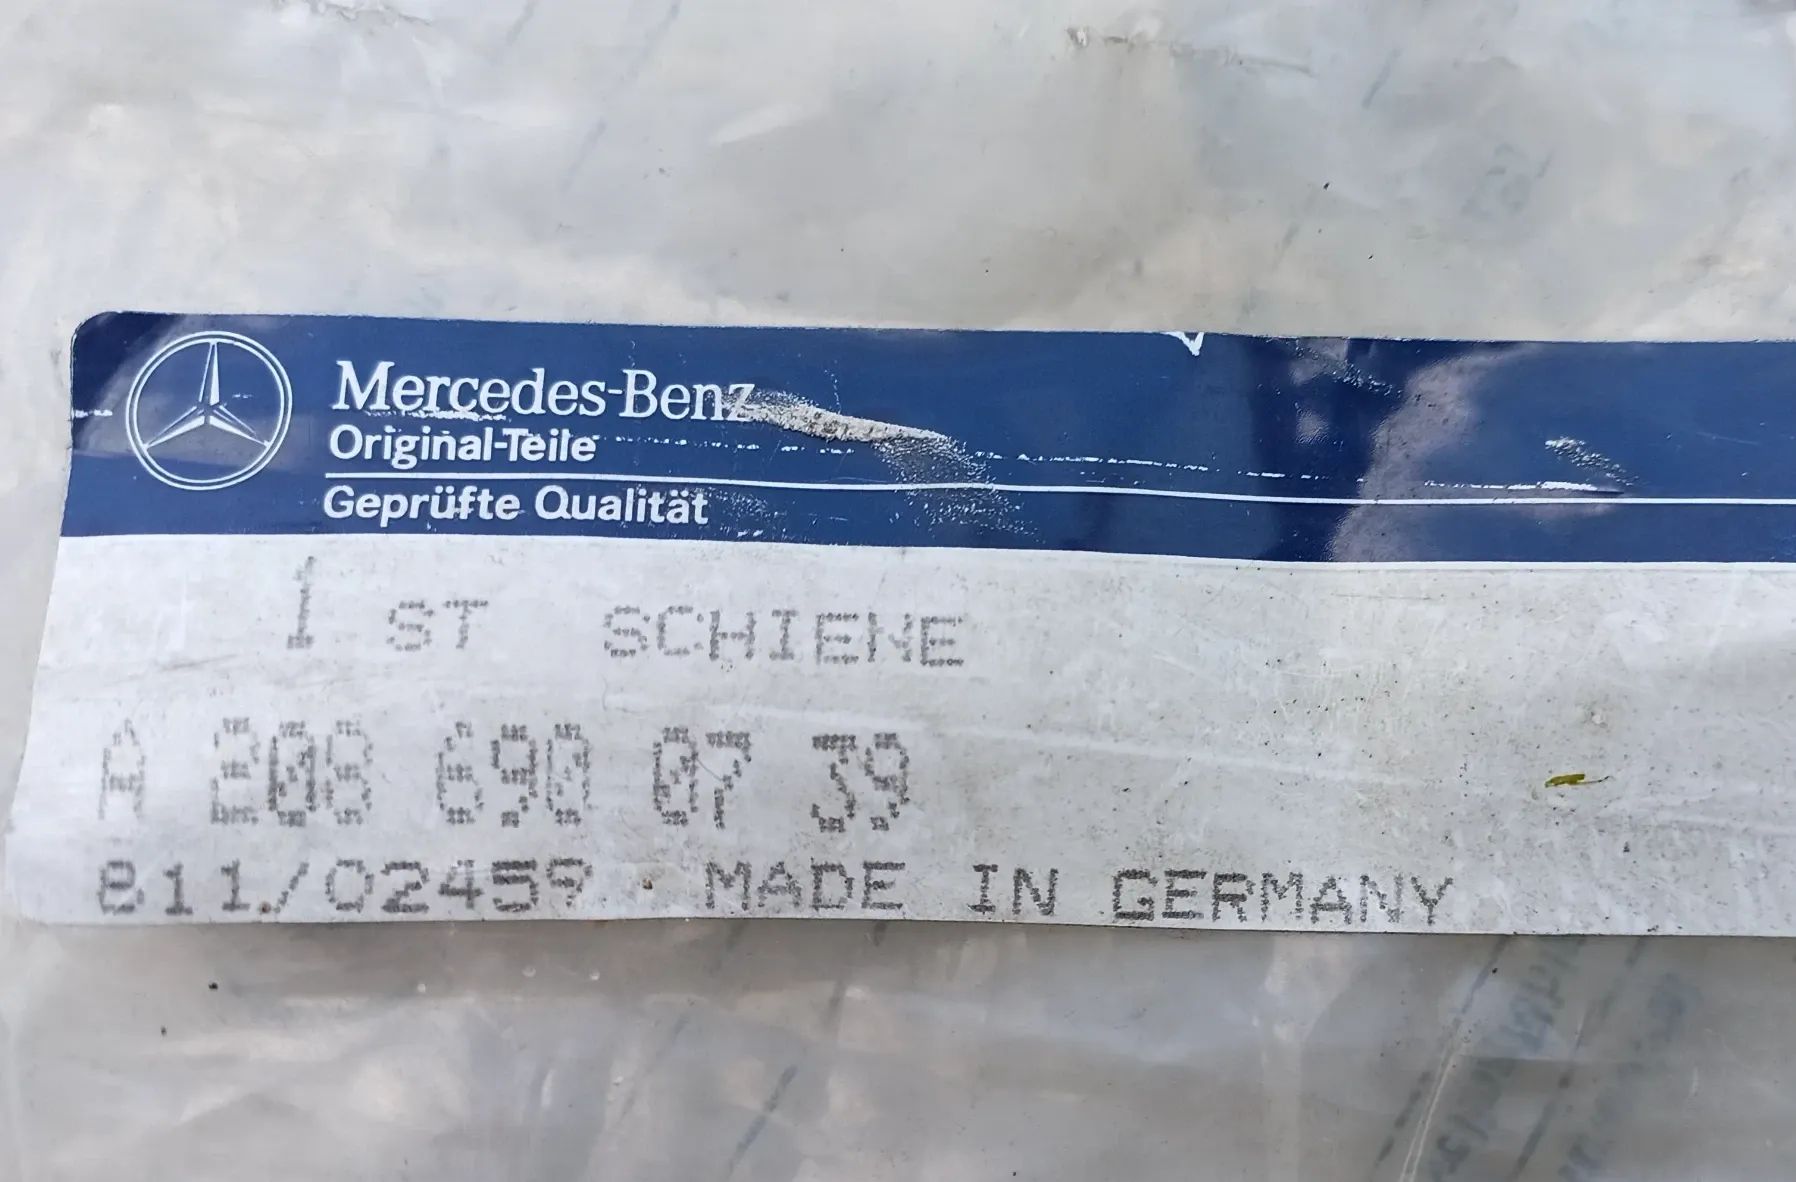 Mercedes-Benz
Original-Teile
Geprüfte Qualität
1 ST SCHIENE
A 208 690 07 39
811/02459 · MADE IN GERMANY